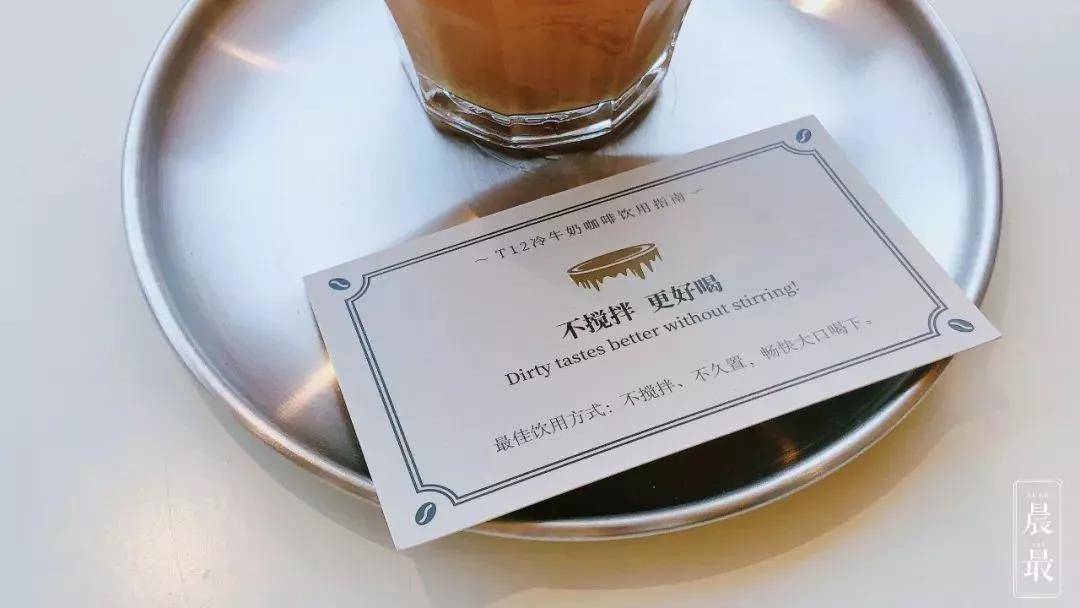 ~ T12冷牛奶咖啡饮用指南 ~
不搅拌 更好喝
Dirty tastes better without stirring!
最佳饮用方式：不搅拌、不久置，畅快大口喝下。
晨
最